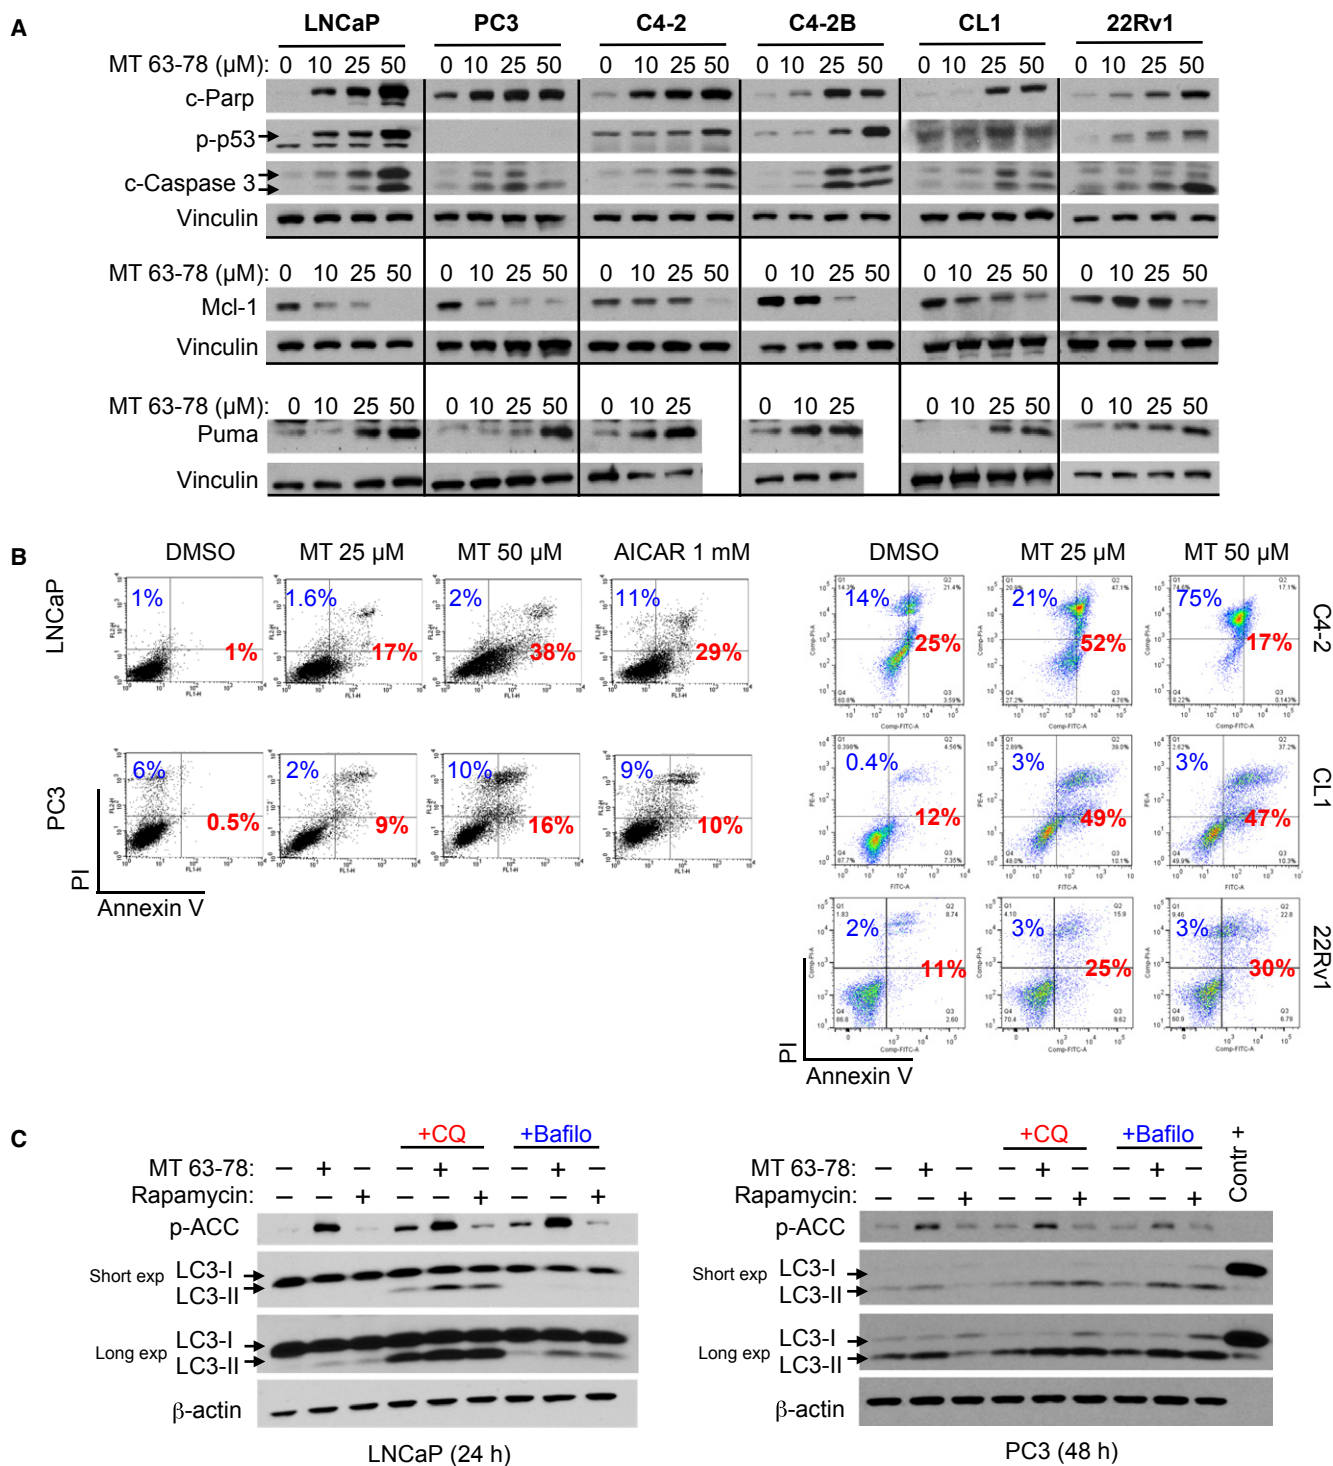 A
LNCaP PC3 C4-2 C4-2B CL1 22Rv1
MT 63-78 (µM): 0 10 25 50 0 10 25 50 0 10 25 50 0 10 25 50 0 10 25 50 0 10 25 50
c-Parp
p-p53
c-Caspase 3
Vinculin
MT 63-78 (µM): 0 10 25 50 0 10 25 50 0 10 25 50 0 10 25 50 0 10 25 50 0 10 25 50
Mcl-1
Vinculin
MT 63-78 (µM): 0 10 25 50 0 10 25 50 0 10 25 0 10 25 0 10 25 50 0 10 25 50
Puma
Vinculin
B
DMSO MT 25 µM MT 50 µM AICAR 1 mM
LNCaP
1% 1.6% 2% 11%
1% 17% 38% 29%
PC3
6% 2% 10% 9%
0.5% 9% 16% 10%
PI
Annexin V
DMSO MT 25 µM MT 50 µM
C4-2
14% 21% 75%
25% 52% 17%
CL1
0.4% 3% 3%
12% 49% 47%
22Rv1
2% 3% 3%
11% 25% 30%
PI
Annexin V
C
+CQ +Bafilo
MT 63-78: – + – – + – – + –
Rapamycin: – – + – – + – – +
p-ACC
Short exp LC3-I
LC3-II
Long exp LC3-I
LC3-II
β-actin
LNCaP (24 h)
+CQ +Bafilo Contr +
MT 63-78: – + – – + – – + –
Rapamycin: – – + – – + – – +
p-ACC
Short exp LC3-I
LC3-II
Long exp LC3-I
LC3-II
β-actin
PC3 (48 h)